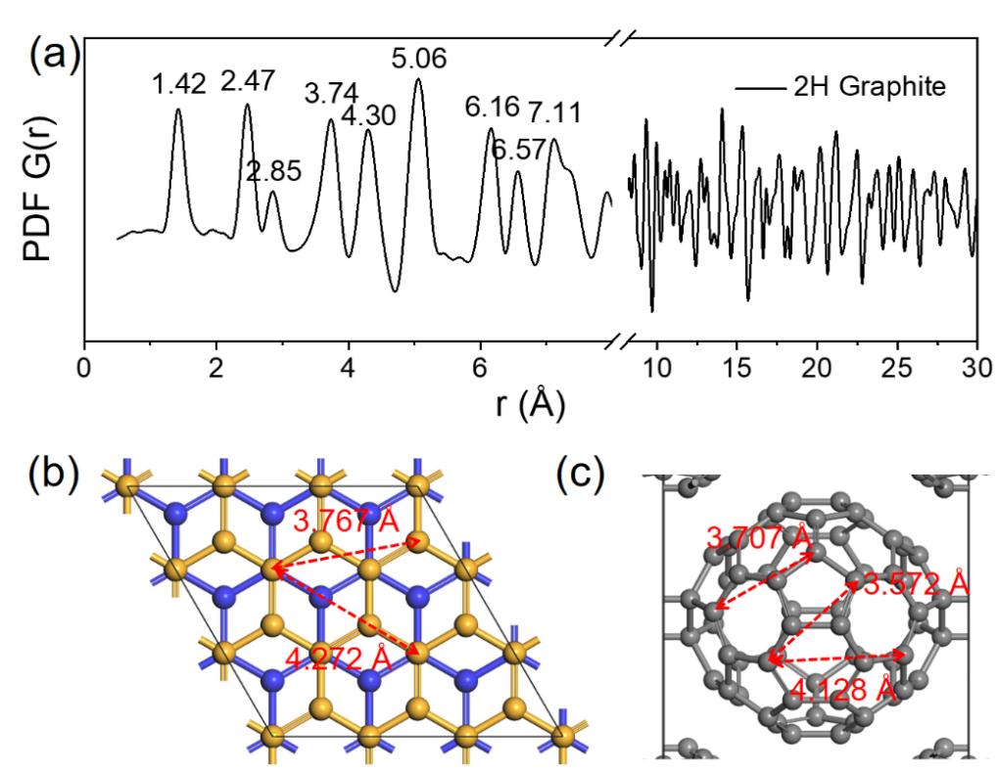 (a)
PDF G(r)
1.42
2.47
2.85
3.74
4.30
5.06
6.16
6.57
7.11
2H Graphite
0 2 4 6 10 15 20 25 30
r (Å)
(b)
3.767 Å
4.272 Å
(c)
3.707 Å
3.572 Å
4.128 Å